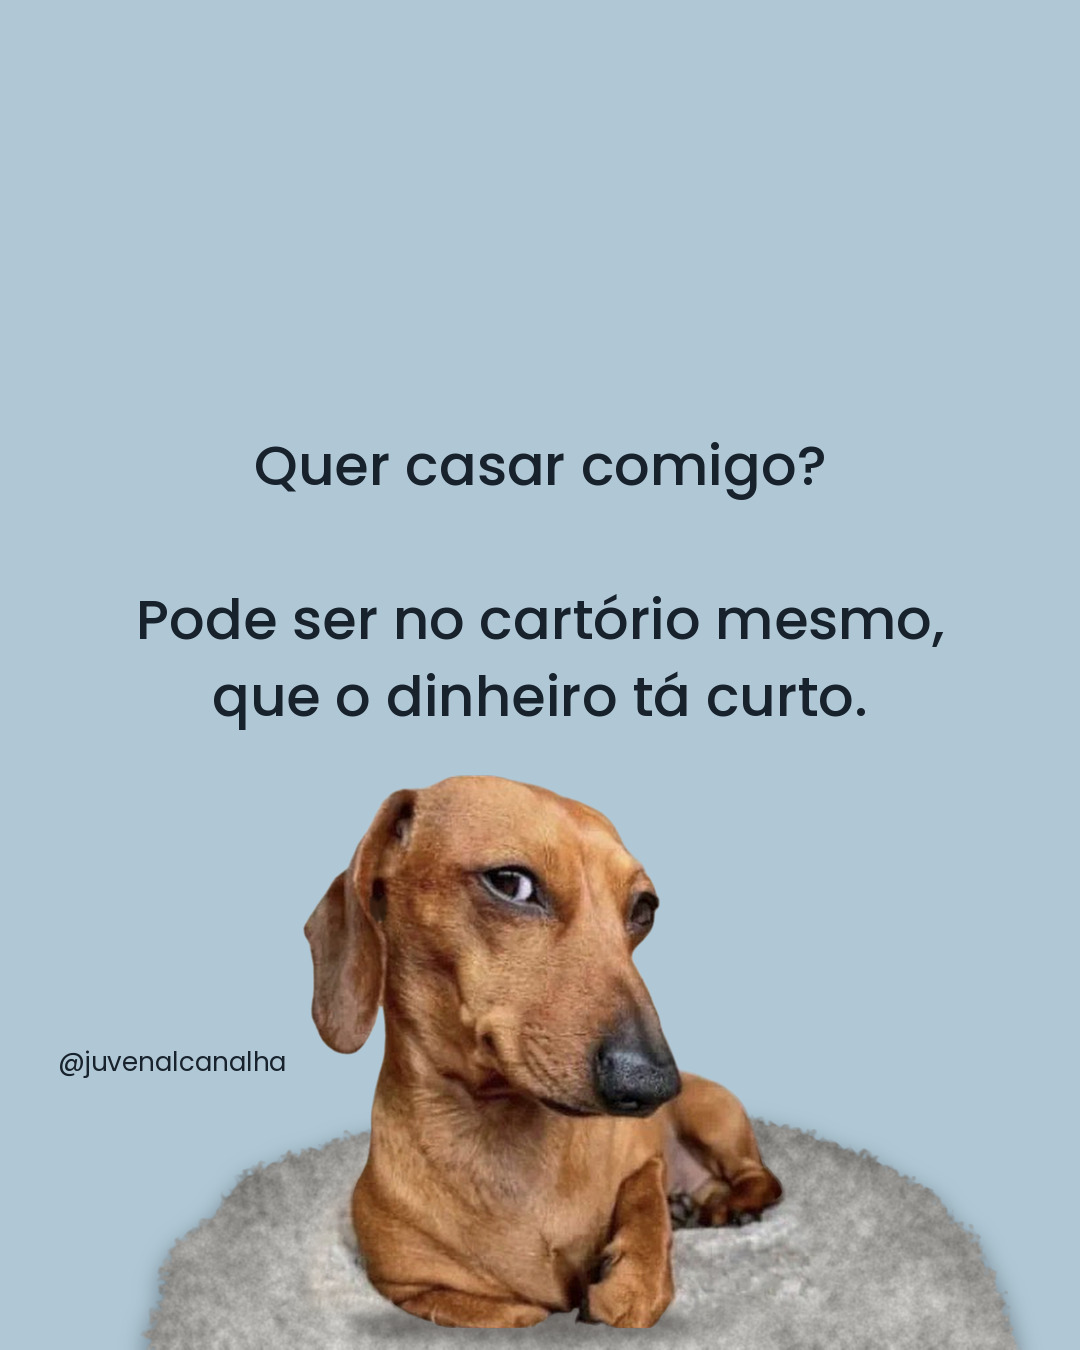 Quer casar comigo?
Pode ser no cartório mesmo,
que o dinheiro tá curto.
@juvenalcanalha